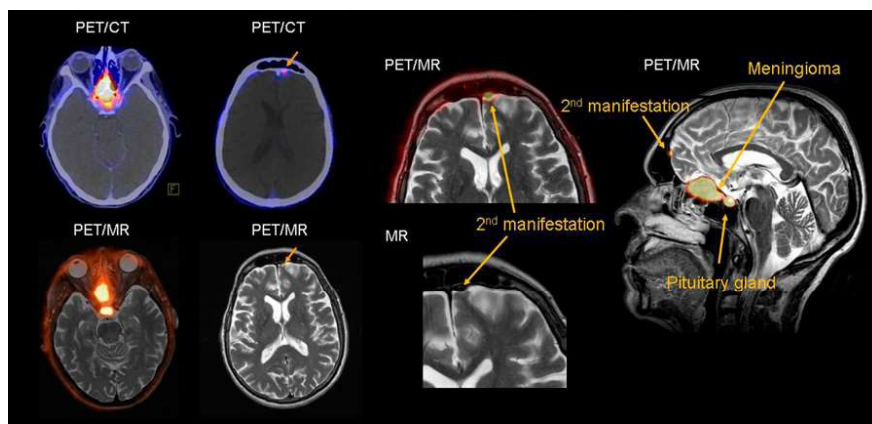 PET/CT
PET/CT
PET/MR
PET/MR
Meningioma
2nd manifestation
PET/MR
PET/MR
MR
2nd manifestation
Pituitary gland
F